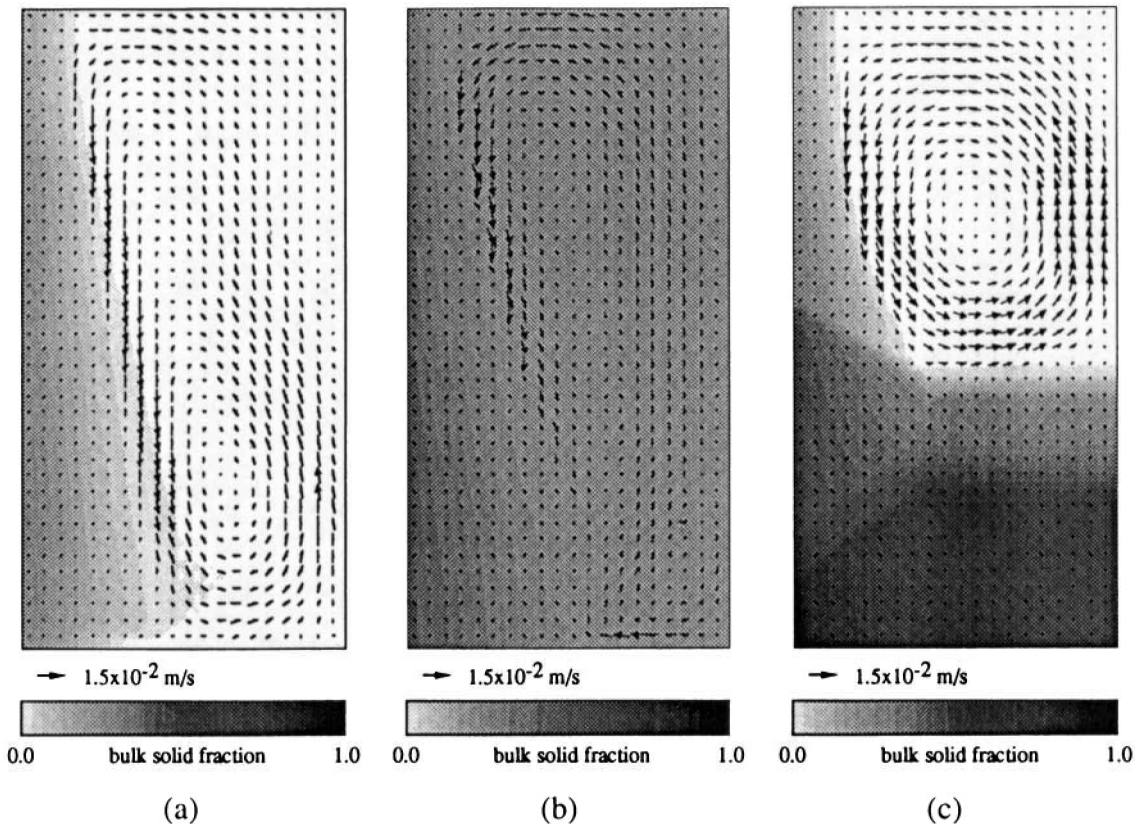 1.5x10-2 m/s
1.5x10-2 m/s
1.5x10-2 m/s
0.0 bulk solid fraction 1.0
0.0 bulk solid fraction 1.0
0.0 bulk solid fraction 1.0
(a)
(b)
(c)